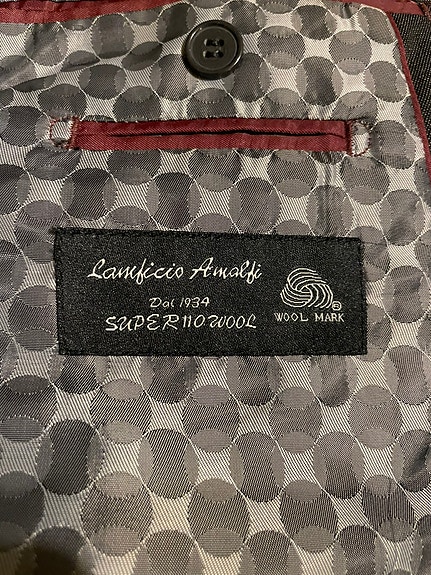 Lanificio Amalfi
Dal 1934
SUPER 110 WOOL
WOOL MARK
®